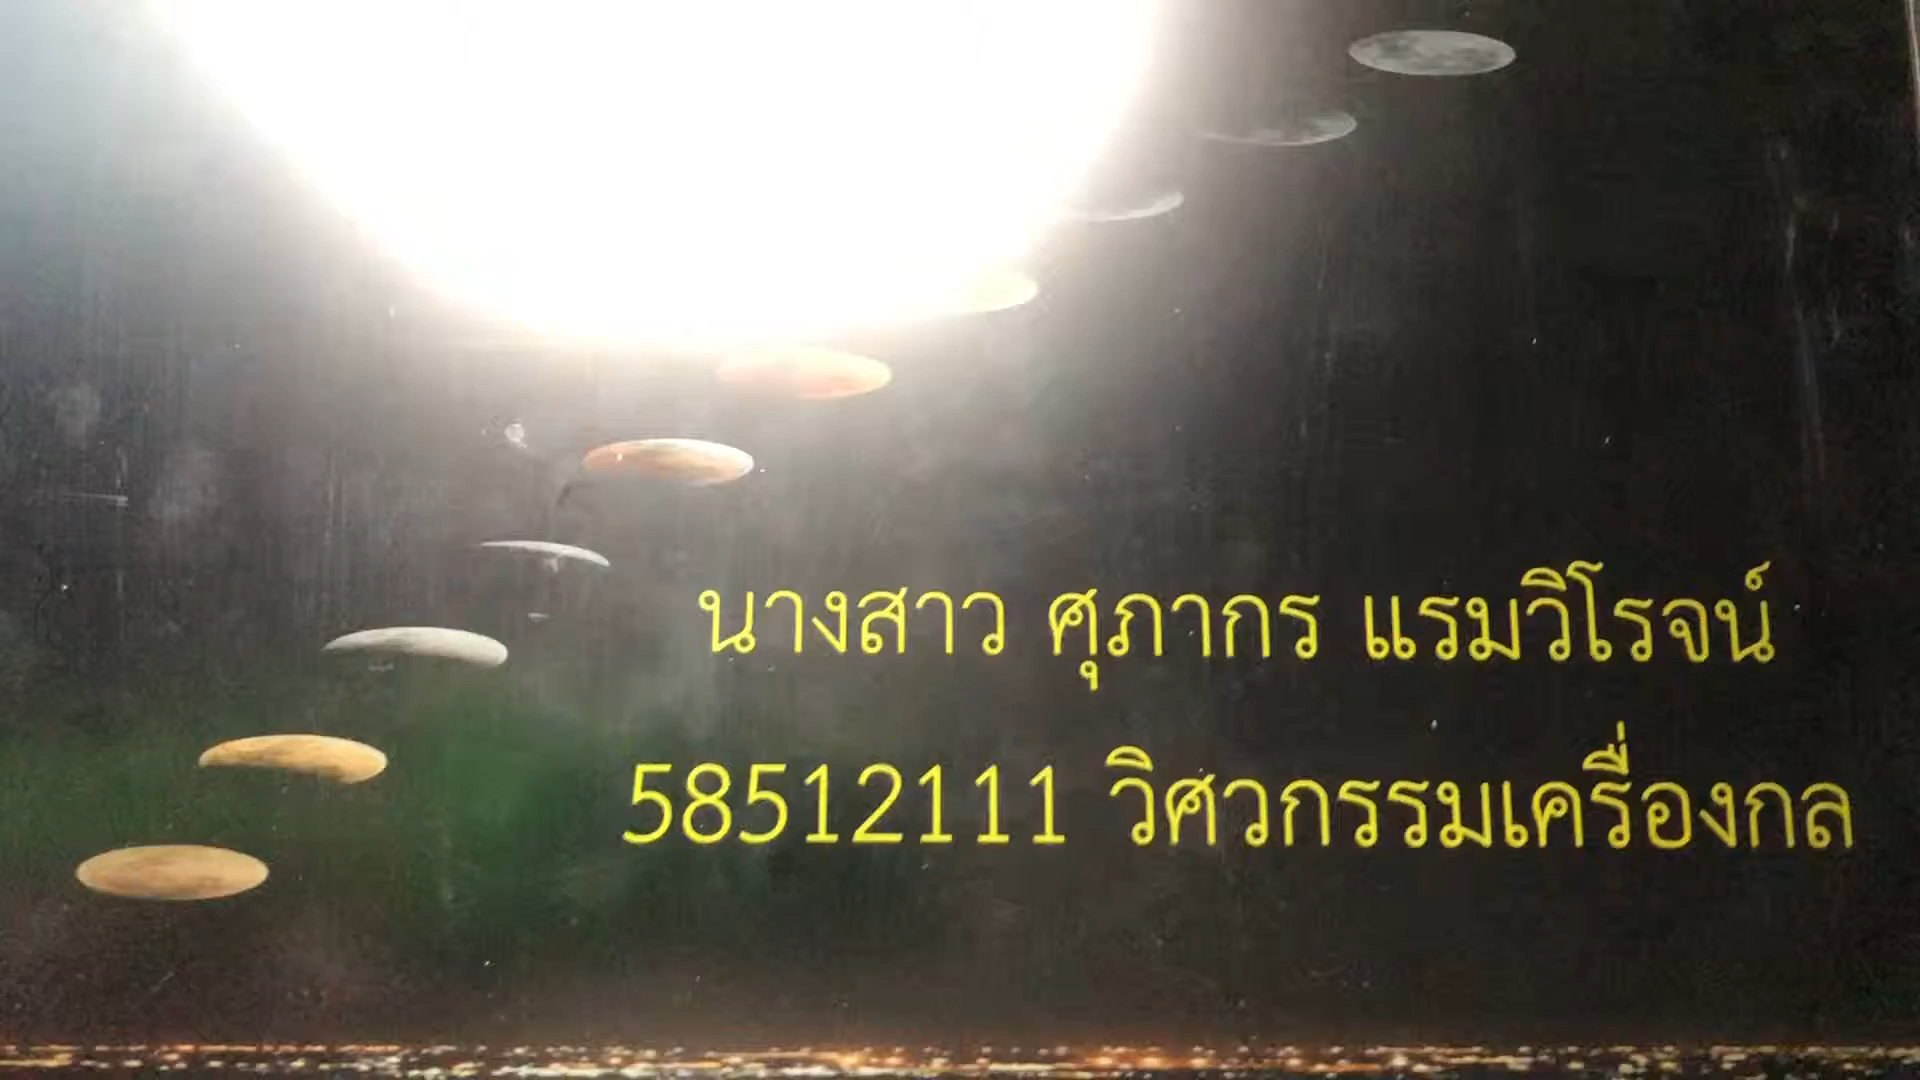 นางสาว ศุภากร แรมวิโรจน์
58512111 วิศวกรรมเครื่องกล